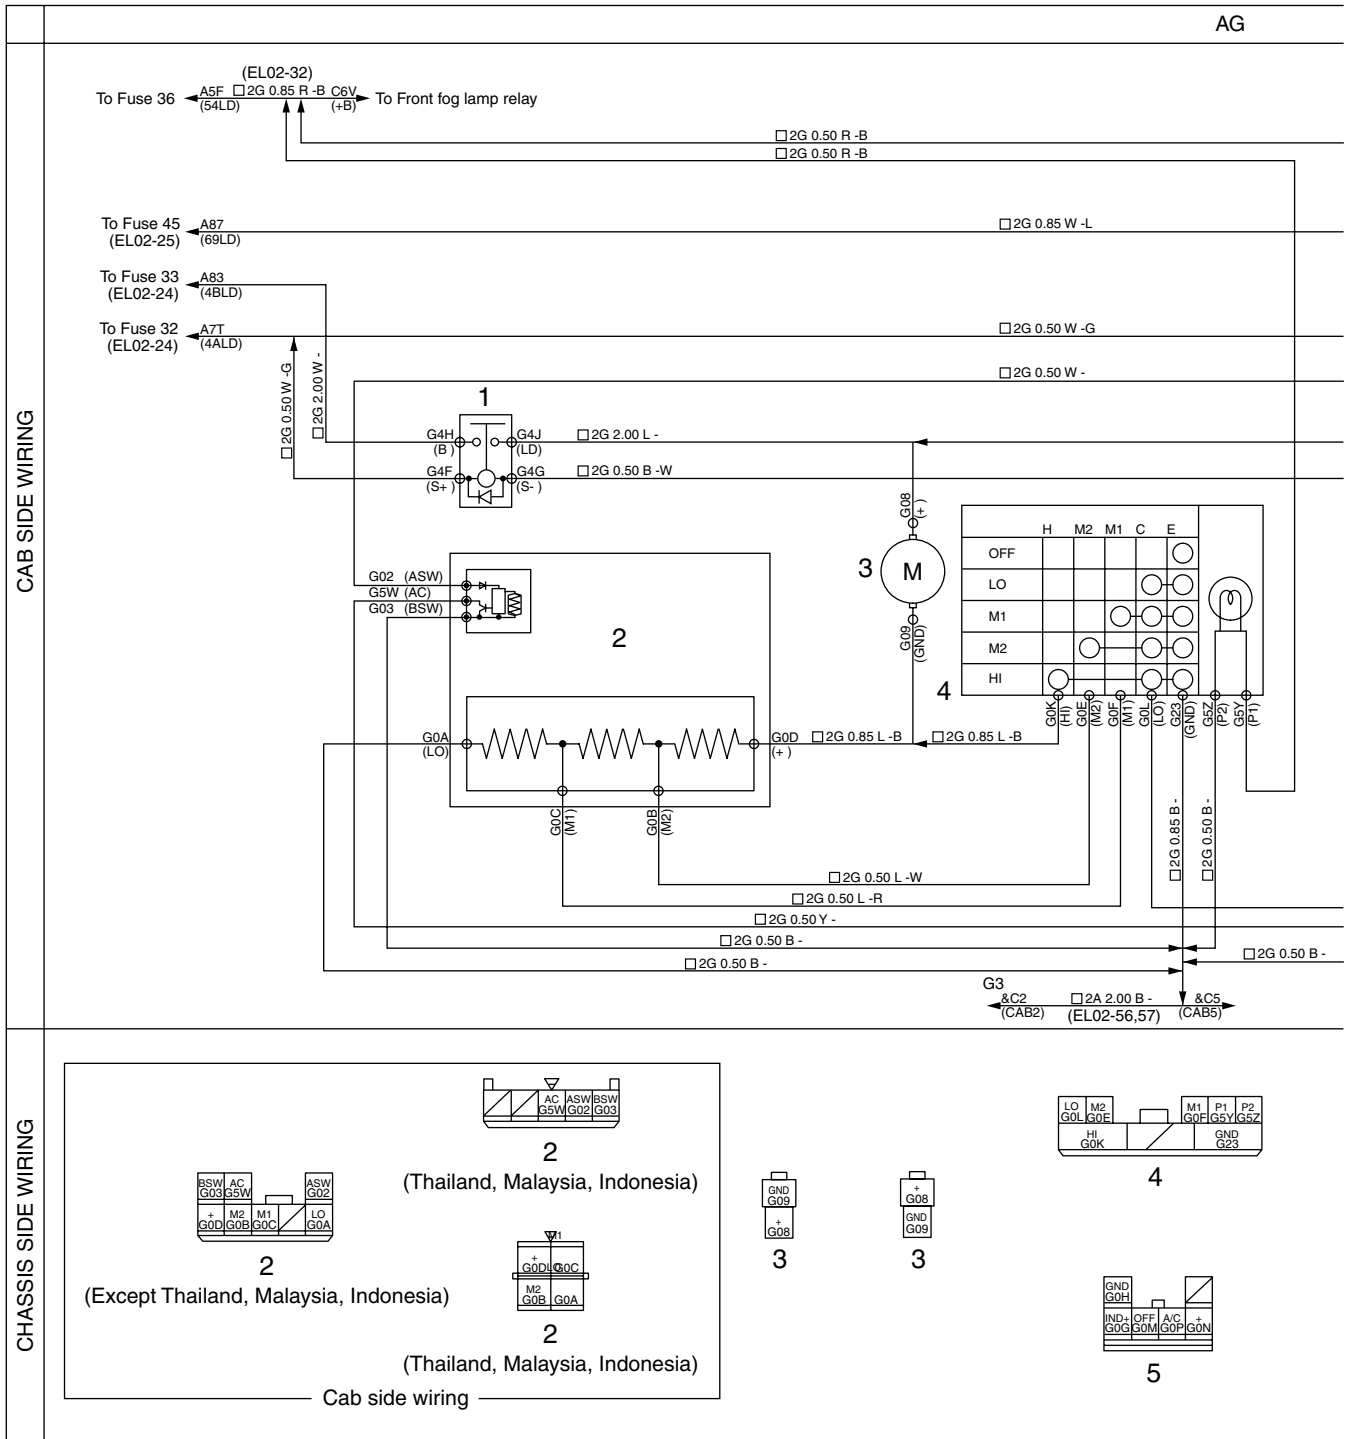 AG
(EL02-32)
To Fuse 36
A5F
(54LD)
□ 2G 0.85 R -B
C6V
(+B)
To Front fog lamp relay
□ 2G 0.50 R -B
□ 2G 0.50 R -B
To Fuse 45
(EL02-25)
A87
(69LD)
□ 2G 0.85 W -L
To Fuse 33
(EL02-24)
A83
(4BLD)
To Fuse 32
(EL02-24)
A7T
(4ALD)
□ 2G 0.50 W -G
□ 2G 0.50 W -
□ 2G 0.50 W -G
□ 2G 2.00 W -
1
G4H
(B )
G4J
(LD)
□ 2G 2.00 L -
G4F
(S+ )
G4G
(S- )
□ 2G 0.50 B -W
CAB SIDE WIRING
G08
(+ )
3
M
G09
(GND)
H M2 M1 C E
OFF
LO
M1
M2
HI
4
G0K
(HI)
G0E
(M2)
G0F
(M1)
G0L
(LO)
G23
(GND)
G5Z
(P2)
G5Y
(P1)
G02 (ASW)
G5W (AC)
G03 (BSW)
2
G0A
(LO)
G0D
(+ )
□ 2G 0.85 L -B
□ 2G 0.85 L -B
G0C
(M1)
G0B
(M2)
□ 2G 0.85 B -
□ 2G 0.50 B -
□ 2G 0.50 L -W
□ 2G 0.50 L -R
□ 2G 0.50 Y -
□ 2G 0.50 B -
□ 2G 0.50 B -
□ 2G 0.50 B -
G3
&C2
(CAB2)
□ 2A 2.00 B -
(EL02-56,57)
&C5
(CAB5)
CHASSIS SIDE WIRING
AC ASW BSW
G5W G02 G03
2
(Thailand, Malaysia, Indonesia)
BSW AC ASW
G03 G5W G02
+ M2 M1 LO
G0D G0B G0C G0A
2
(Except Thailand, Malaysia, Indonesia)
M1
+
G0D LO G0C
M2
G0B G0A
2
(Thailand, Malaysia, Indonesia)
Cab side wiring
GND
G09
+
G08
3
+
G08
GND
G09
3
LO M2 M1 P1 P2
G0L G0E G0F G5Y G5Z
HI GND
G0K G23
4
GND
G0H
IND+ OFF A/C +
G0G G0M G0P G0N
5